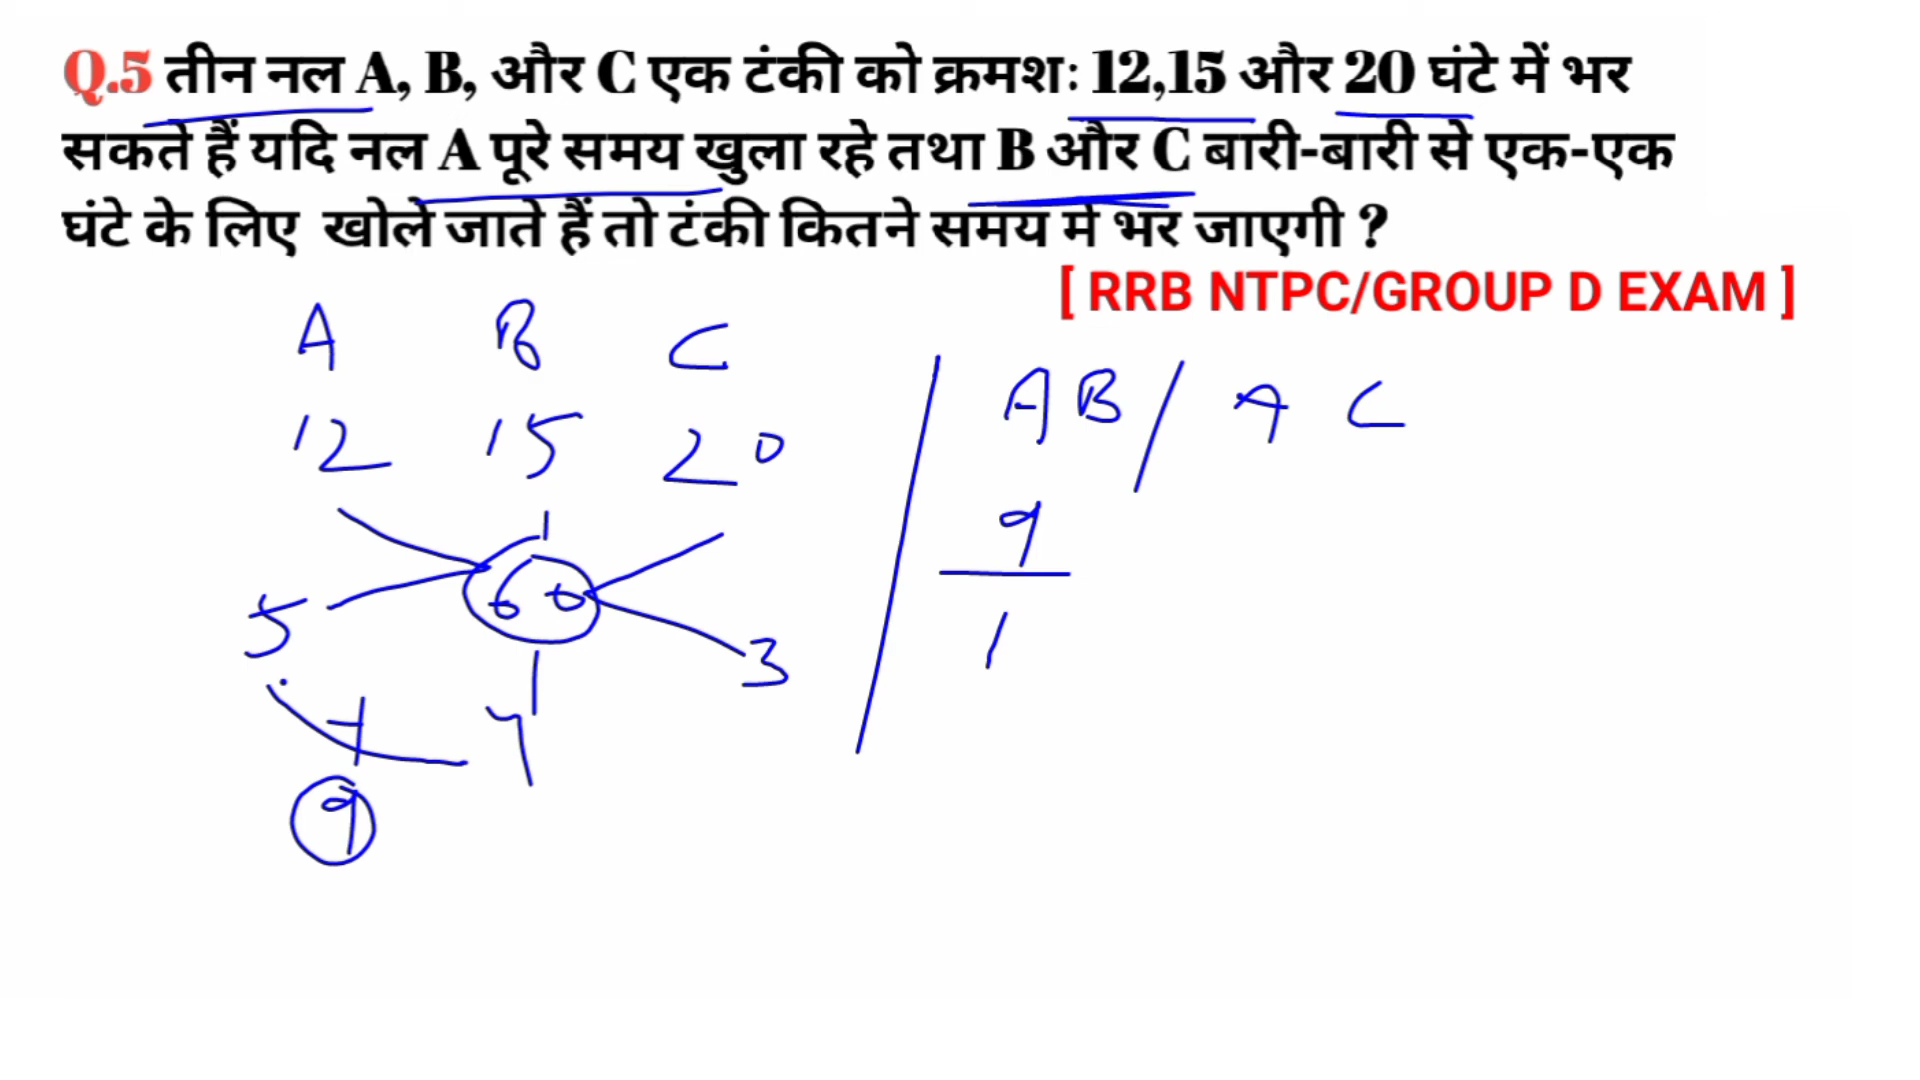 Q.5 तीन नल A, B, और C एक टंकी को क्रमशः 12,15 और 20 घंटे में भर
सकते हैं यदि नल A पूरे समय खुला रहे तथा B और C बारी-बारी से एक-एक
घंटे के लिए खोले जाते हैं तो टंकी कितने समय में भर जाएगी ?
[ RRB NTPC/GROUP D EXAM ]
A B C
12 15 20
60
5 4 3
+
9
AB / A C
9
1